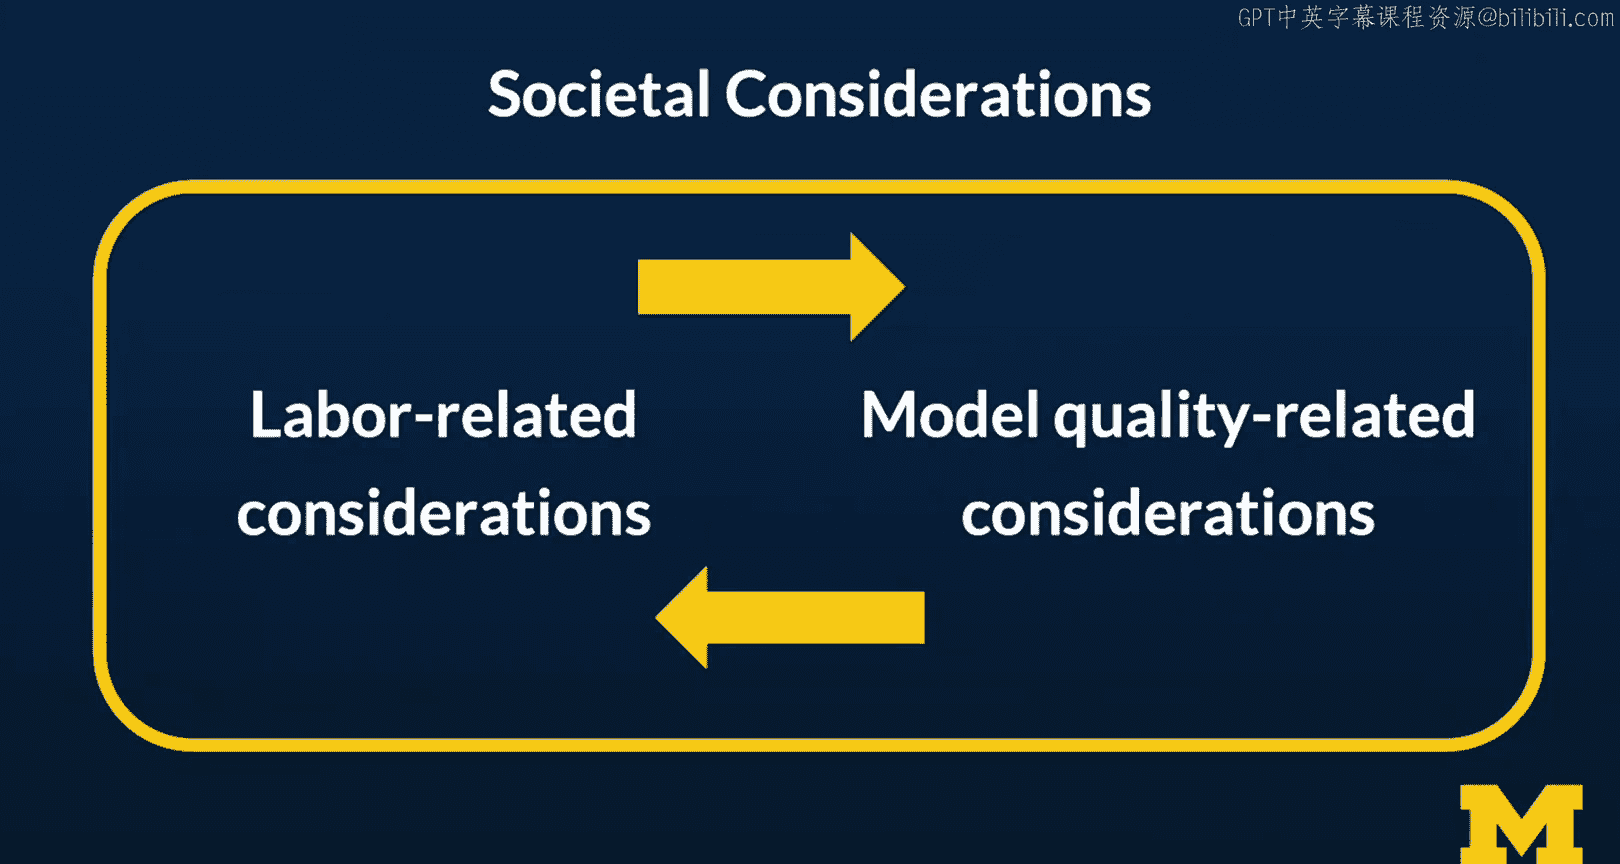 GPT中英字幕课程资源@bilibili.com
Societal Considerations
Labor-related
considerations
Model quality-related
considerations
M